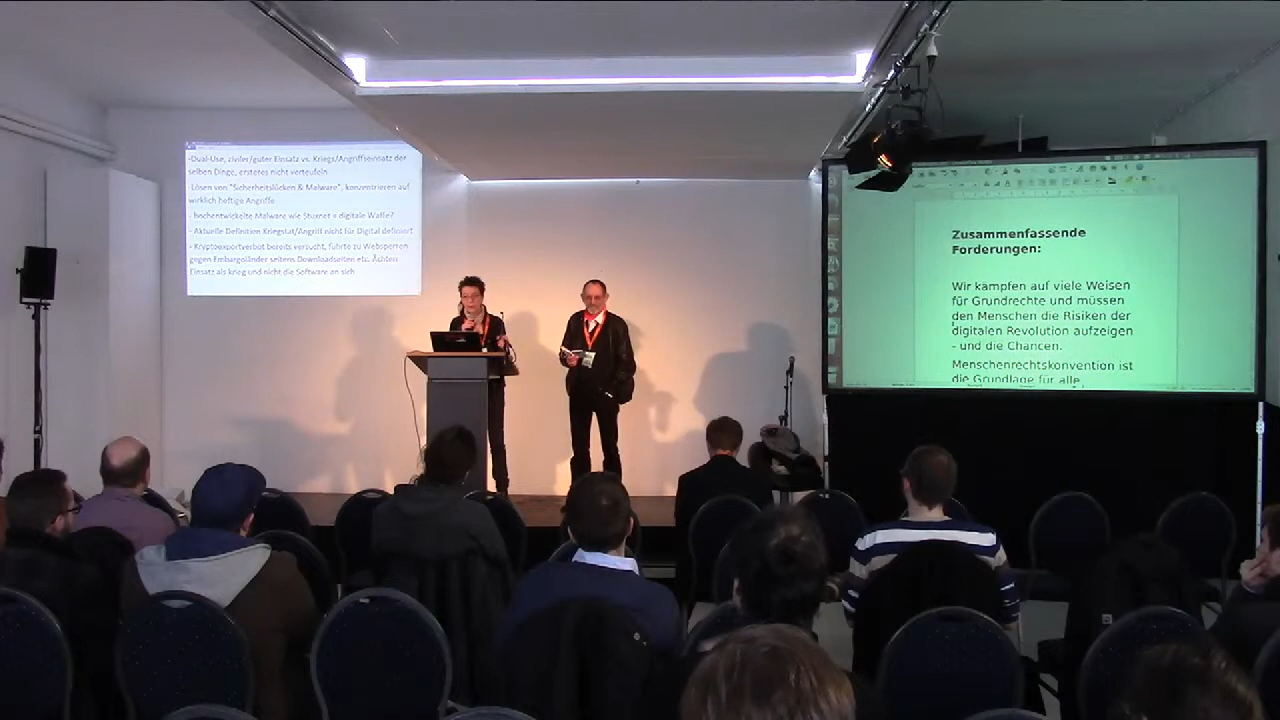 -Dual-Use, ziviler/guter Einsatz vs. Kriegs/Angriffseinsatz der
selben Dinge, ersteres nicht verteufeln
-Lösen von "Sicherheitslücken & Malware", konzentrieren auf
wirklich heftige Angriffe
- hochentwickelte Malware wie Stuxnet = digitale Waffe?
- Aktuelle Definition Kriegstat/Angriff nicht für Digital definiert
- Kryptoexportverbot bereits versucht, führte zu Websperren
gegen Embargoländer seitens Downloadseiten etc. Ächten
Einsatz als krieg und nicht die Software an sich
Zusammenfassende
Forderungen:
Wir kämpfen auf viele Weisen
für Grundrechte und müssen
den Menschen die Risiken der
digitalen Revolution aufzeigen
- und die Chancen.
Menschenrechtskonvention ist
die Grundlage für alle